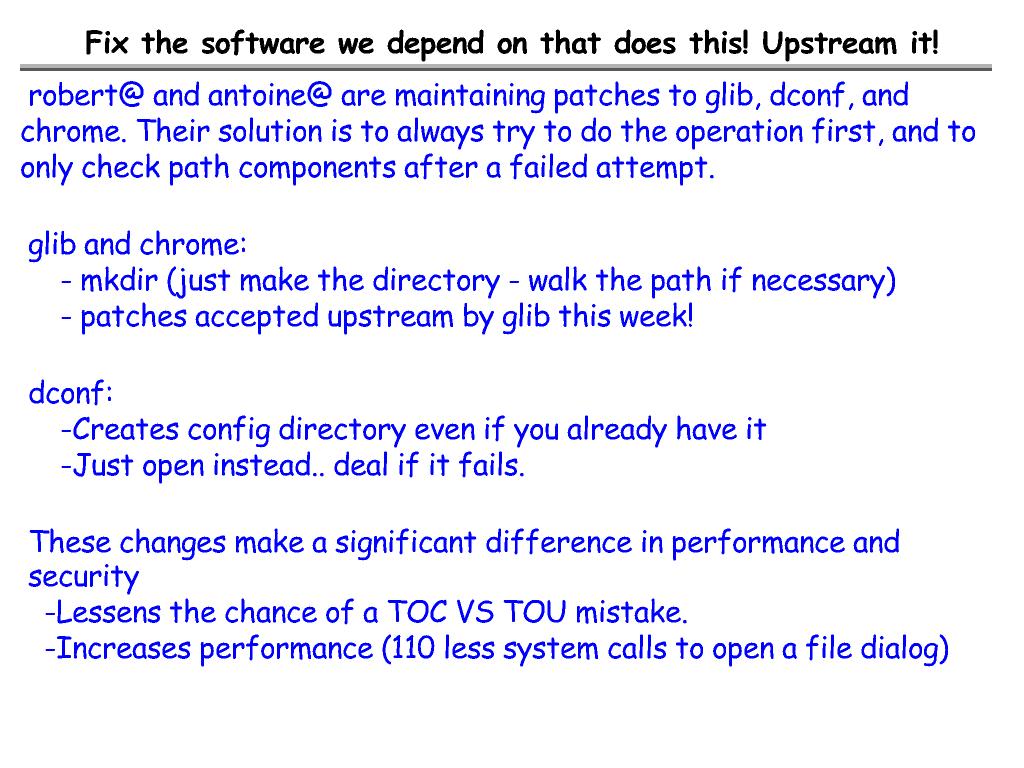 Fix the software we depend on that does this! Upstream it!
robert@ and antoine@ are maintaining patches to glib, dconf, and
chrome. Their solution is to always try to do the operation first, and to
only check path components after a failed attempt.
glib and chrome:
- mkdir (just make the directory - walk the path if necessary)
- patches accepted upstream by glib this week!
dconf:
-Creates config directory even if you already have it
-Just open instead.. deal if it fails.
These changes make a significant difference in performance and
security
-Lessens the chance of a TOC VS TOU mistake.
-Increases performance (110 less system calls to open a file dialog)